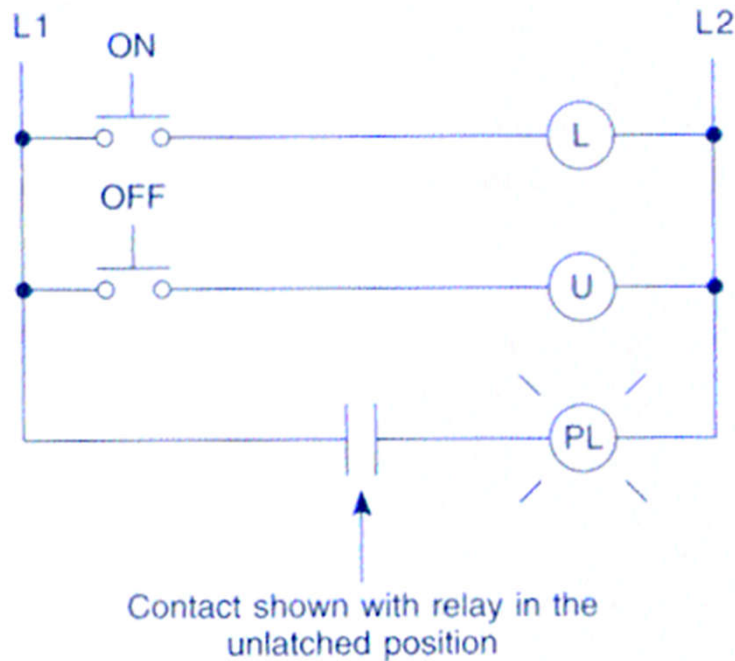 L1
L2
ON
L
OFF
U
PL
Contact shown with relay in the
unlatched position